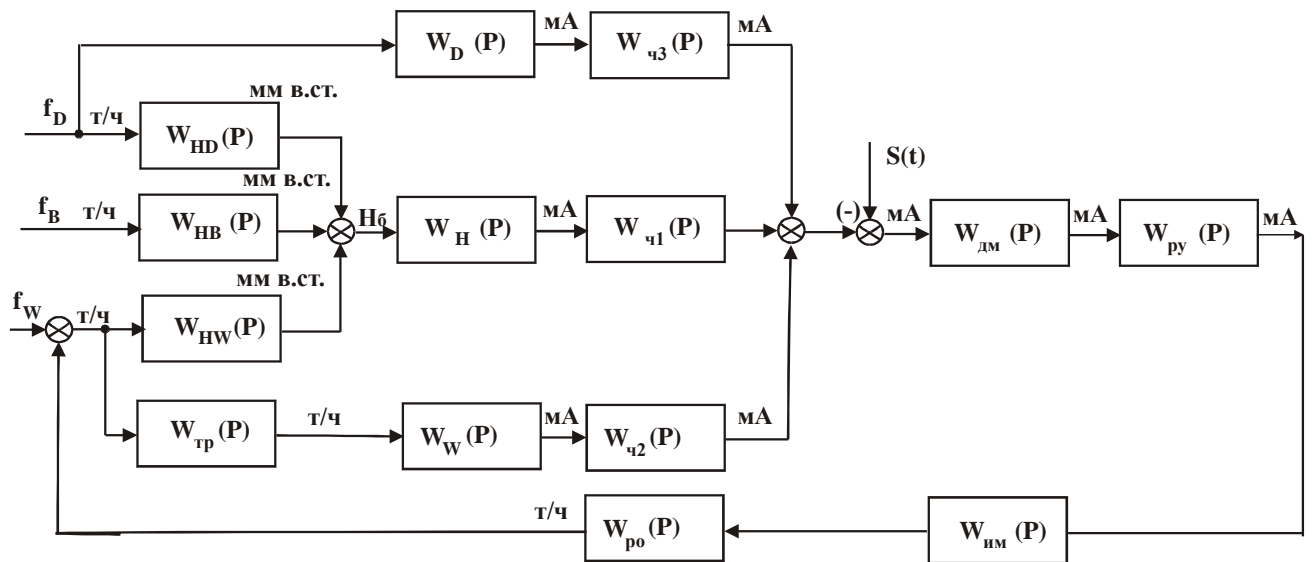 мА
мА
W_D (P)
W_ч3 (P)
мм в.ст.
f_D
т/ч
W_HD (P)
S(t)
мм в.ст.
f_B
т/ч
W_HB (P)
Нб
W_H (P)
мА
W_ч1 (P)
(-)
мА
W_дм (P)
мА
W_ру (P)
мА
мм в.ст.
f_W
т/ч
W_HW (P)
W_тр (P)
т/ч
W_W (P)
мА
W_ч2 (P)
мА
т/ч
W_ро (P)
W_им (P)